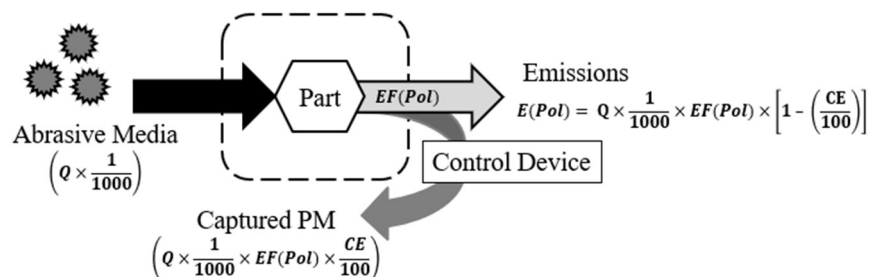 Abrasive Media
(Q × 1/1000)
Part
EF(Pol)
Emissions
E(Pol) = Q × 1/1000 × EF(Pol) × [1 − (CE/100)]
Control Device
Captured PM
(Q × 1/1000 × EF(Pol) × CE/100)